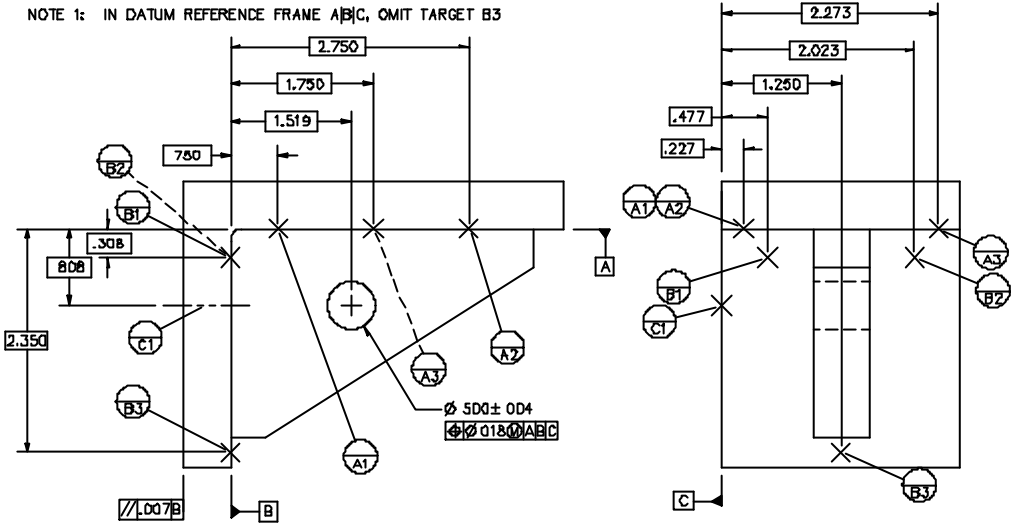 NOTE 1: IN DATUM REFERENCE FRAME A|B|C, OMIT TARGET B3
2.750
1.750
1.519
750
B2
B1
.308
808
2.350
C1
B3
A
A3
A2
A1
Ø 500± 004
⌖ Ø 018Ⓜ A B C
// .007 B
B
2.273
2.023
1.250
.477
.227
A1 A2
A3
B1
B2
C1
B3
C